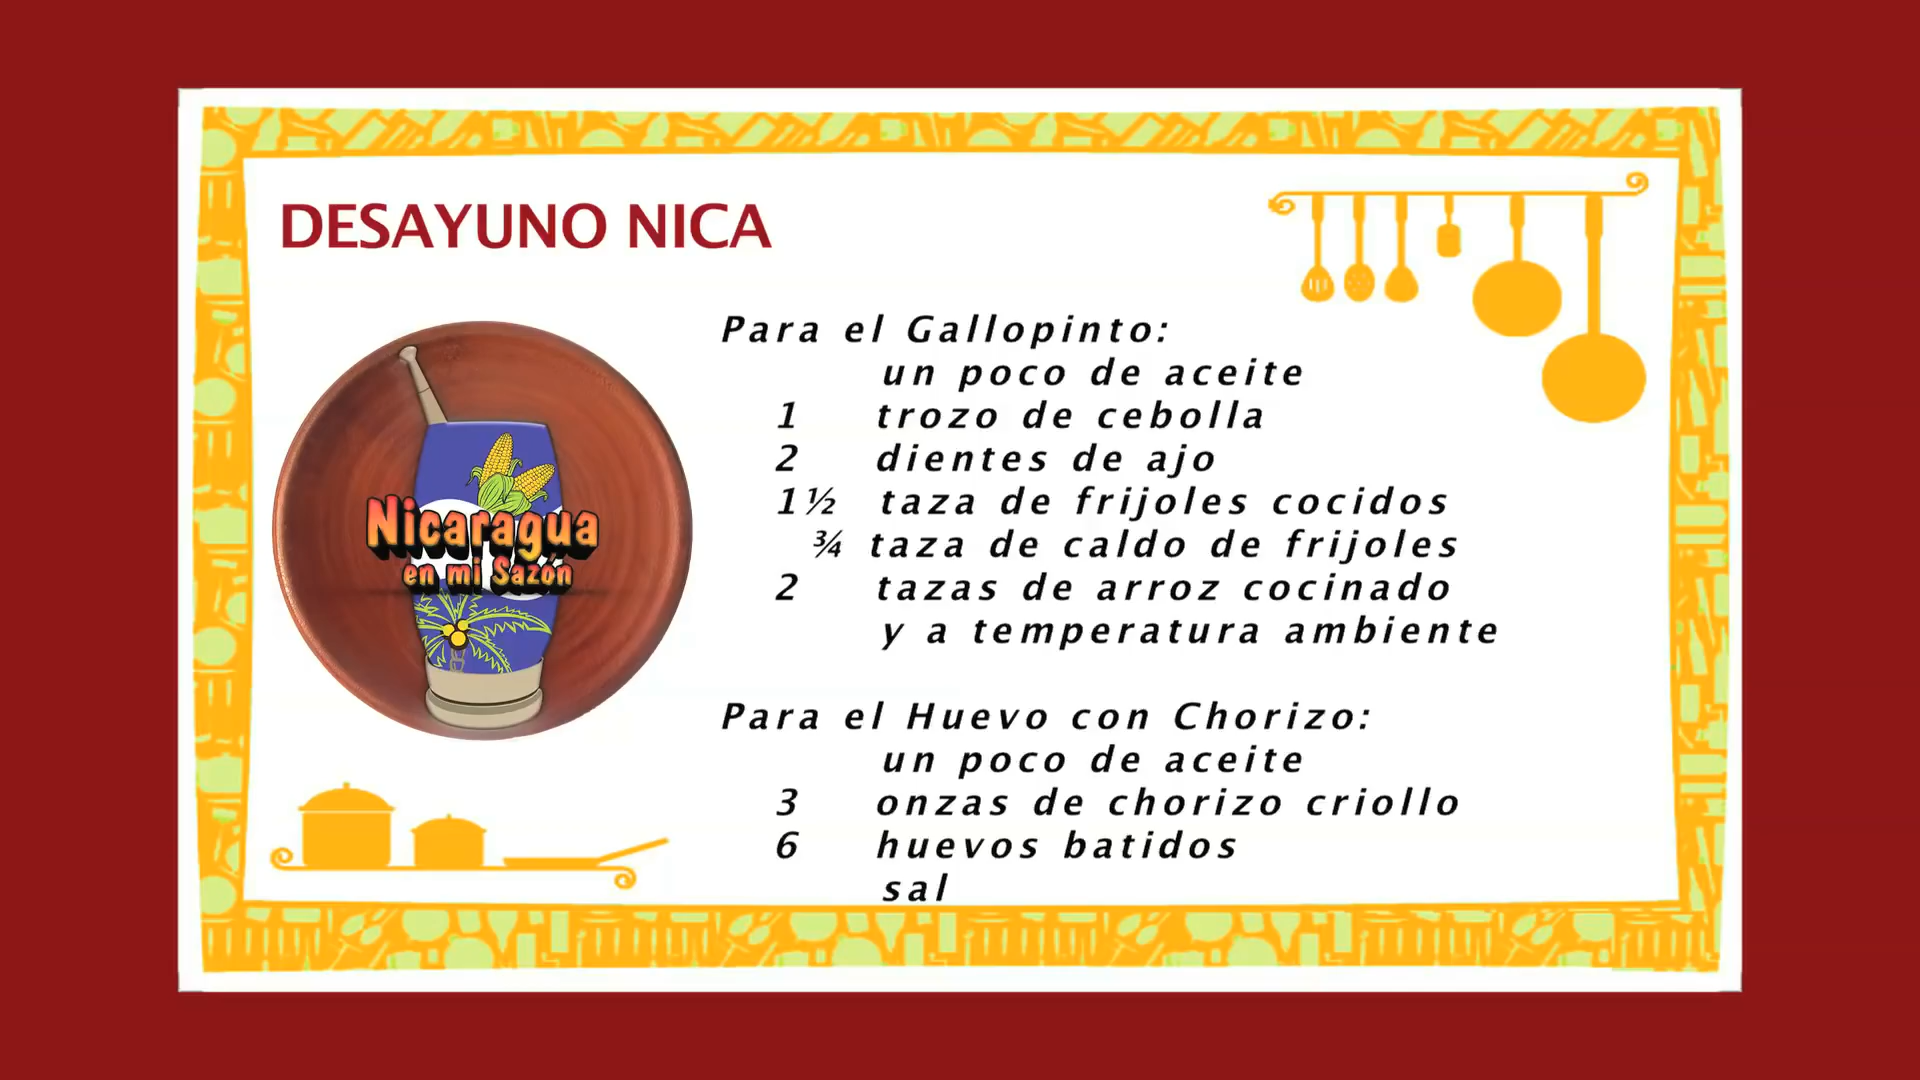 DESAYUNO NICA
Nicaragua
en mi Sazón
Para el Gallopinto:
un poco de aceite
1 trozo de cebolla
2 dientes de ajo
1½ taza de frijoles cocidos
¾ taza de caldo de frijoles
2 tazas de arroz cocinado
y a temperatura ambiente
Para el Huevo con Chorizo:
un poco de aceite
3 onzas de chorizo criollo
6 huevos batidos
sal